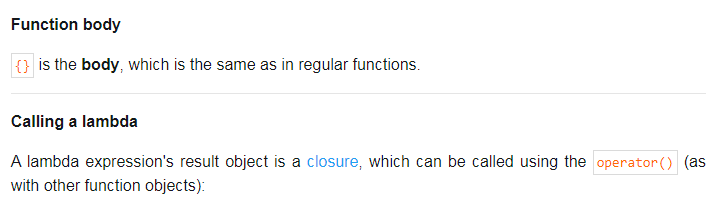 Function body
{} is the body, which is the same as in regular functions.
Calling a lambda
A lambda expression's result object is a closure, which can be called using the operator() (as
with other function objects):